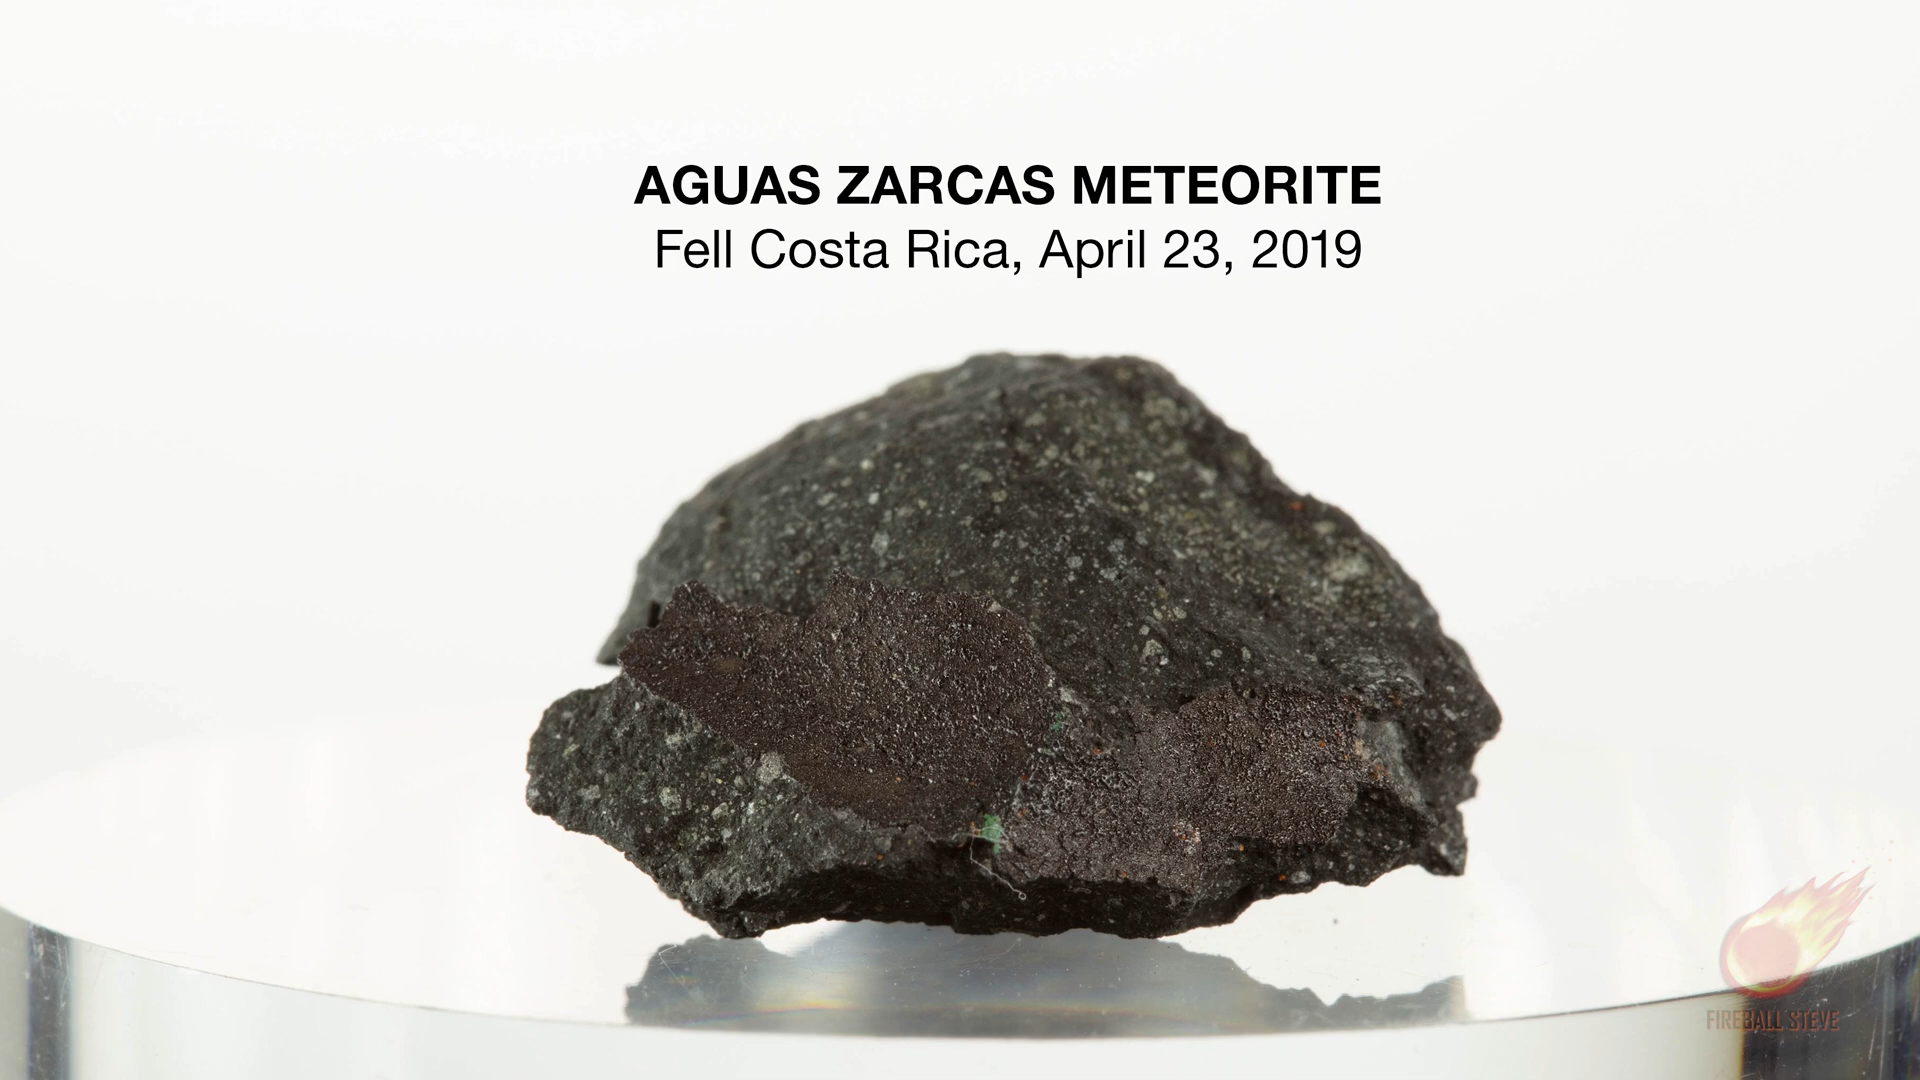 AGUAS ZARCAS METEORITE
Fell Costa Rica, April 23, 2019
FIREBALL STEVE